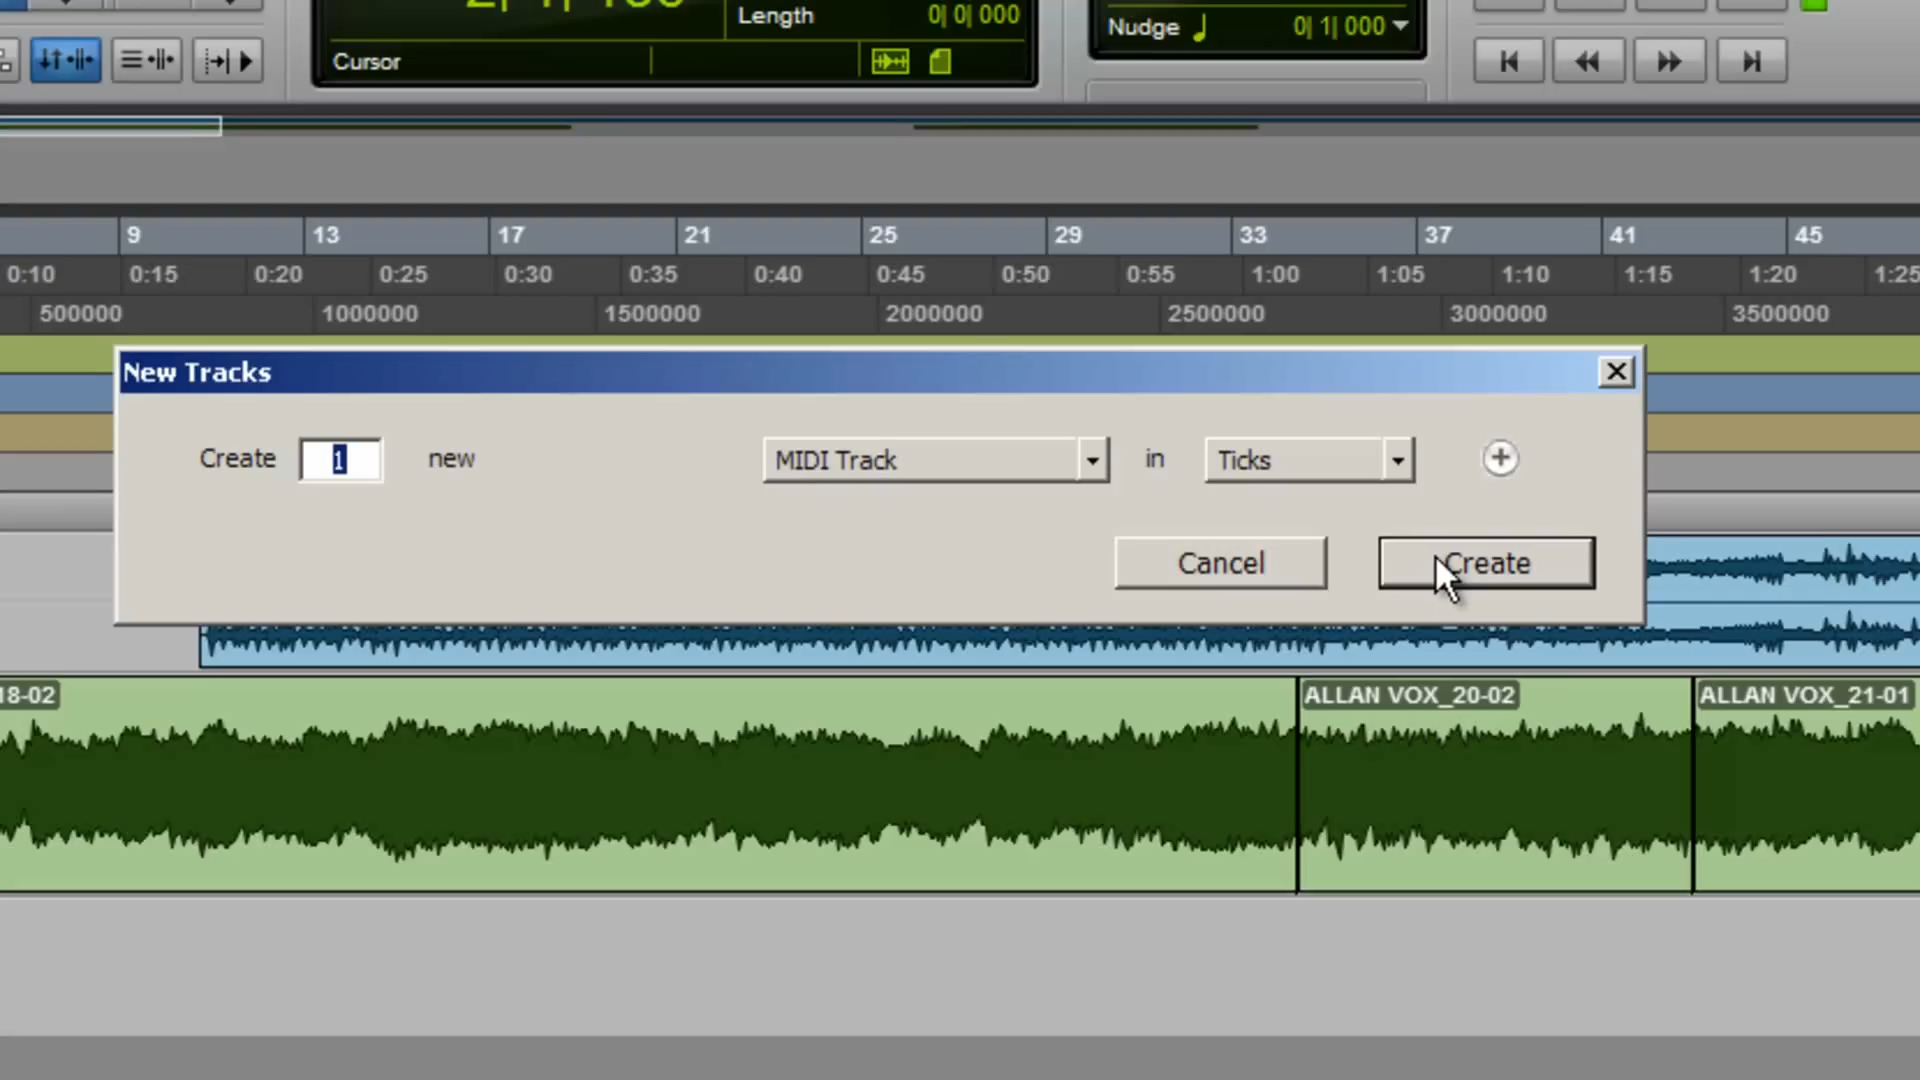 Length 0| 0| 000
Nudge 0| 1| 000
Cursor
9 13 17 21 25 29 33 37 41 45
0:10 0:15 0:20 0:25 0:30 0:35 0:40 0:45 0:50 0:55 1:00 1:05 1:10 1:15 1:20 1:25
500000 1000000 1500000 2000000 2500000 3000000 3500000
New Tracks
Create 1 new MIDI Track in Ticks
Cancel Create
18-02 ALLAN VOX_20-02 ALLAN VOX_21-01